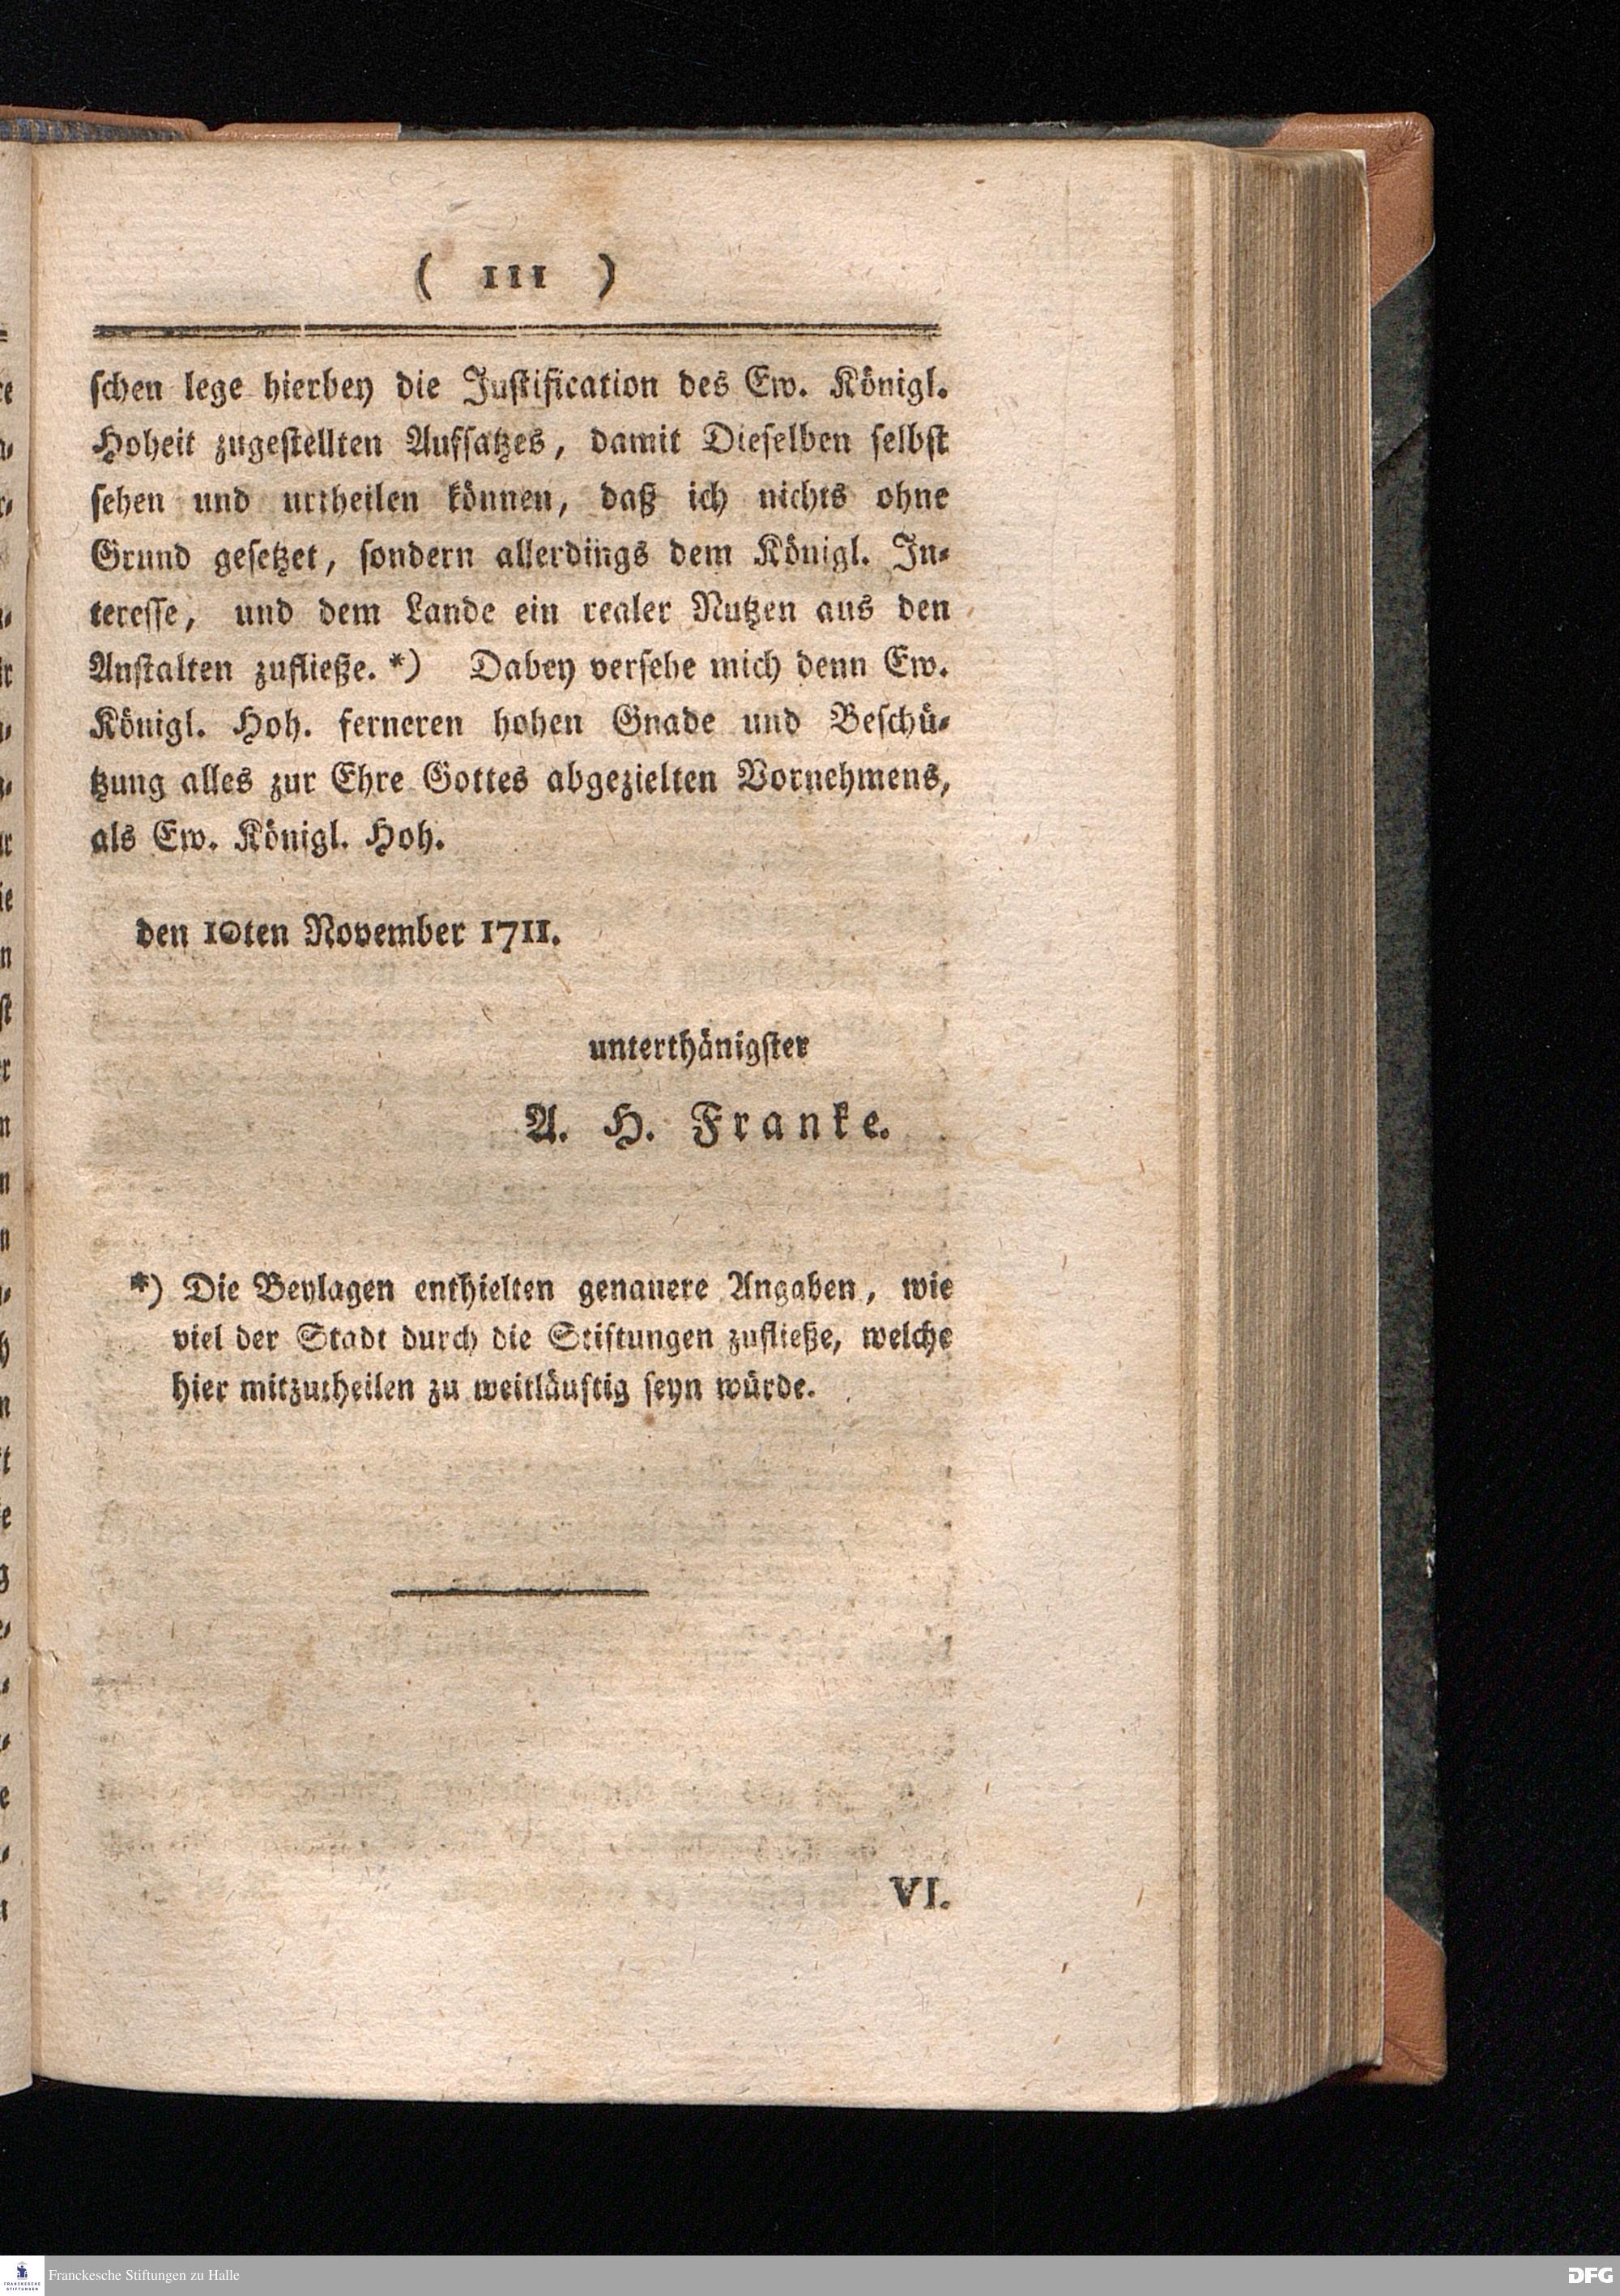 ( 111 )
schen lege hierbey die Justification des Ew. Königl.
Hoheit zugestellten Aufsatzes, damit Dieselben selbst
sehen und urtheilen können, daß ich nichts ohne
Grund gesetzet, sondern allerdings dem Königl. In-
teresse, und dem Lande ein realer Nutzen aus den
Anstalten zufließe. *) Dabey versehe mich denn Ew.
Königl. Hoh. ferneren hohen Gnade und Beschü-
tzung alles zur Ehre Gottes abgezielten Vornehmens,
als Ew. Königl. Hoh.
den 10ten November 1711.
unterthänigster
A. H. Franke.
*) Die Beylagen enthielten genauere Angaben, wie
viel der Stadt durch die Stiftungen zufließe, welche
hier mitzutheilen zu weitläuftig seyn würde.
VI.
FRANCKESCHE STIFTUNGEN
Franckesche Stiftungen zu Halle
DFG